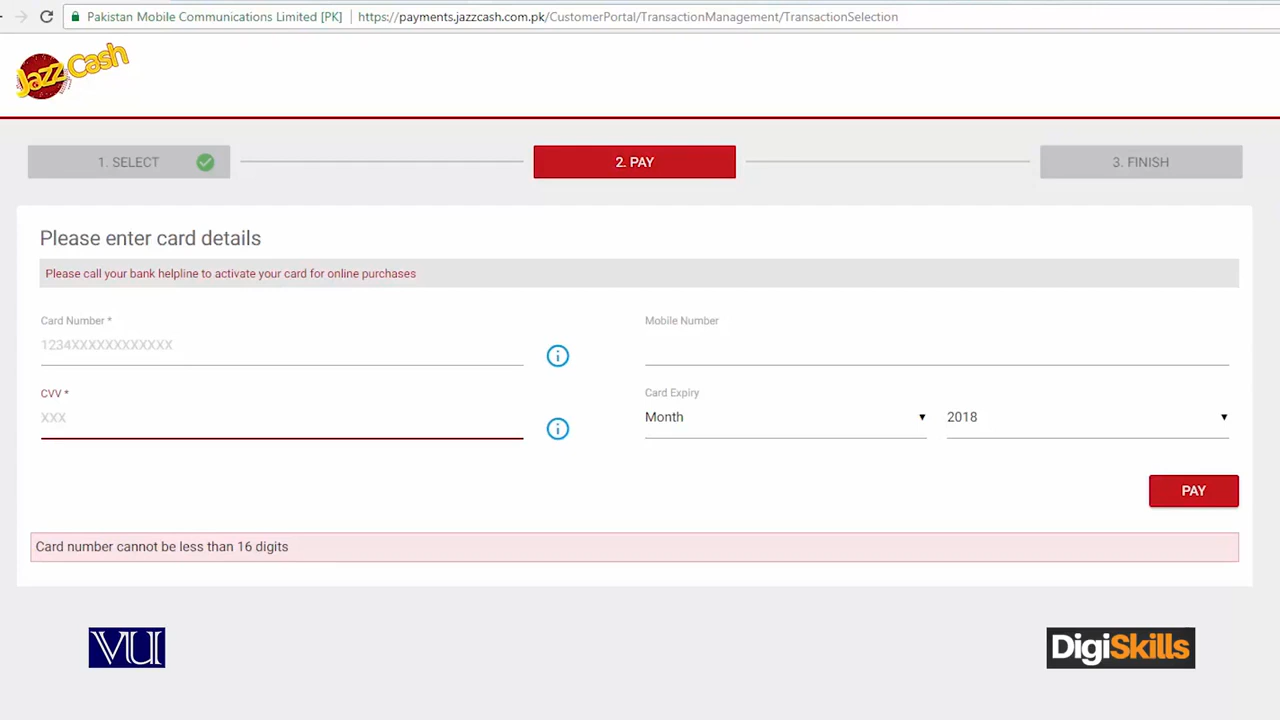 Pakistan Mobile Communications Limited [PK] https://payments.jazzcash.com.pk/CustomerPortal/TransactionManagement/TransactionSelection
Jazz Cash
1. SELECT 2. PAY 3. FINISH
Please enter card details
Please call your bank helpline to activate your card for online purchases
Card Number * Mobile Number
1234XXXXXXXXXXXX
CVV * Card Expiry
XXX Month 2018
PAY
Card number cannot be less than 16 digits
VU DigiSkills